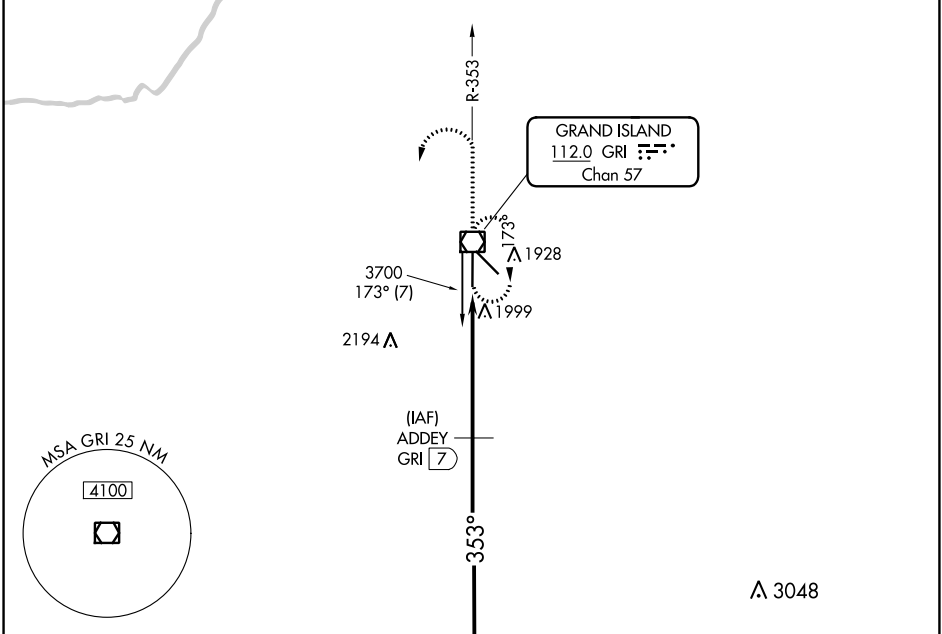 R-353
GRAND ISLAND
112.0 GRI
Chan 57
173°
1928
3700
173° (7)
1999
2194
(IAF)
ADDEY
GRI 7
MSA GRI 25 NM
4100
353°
3048